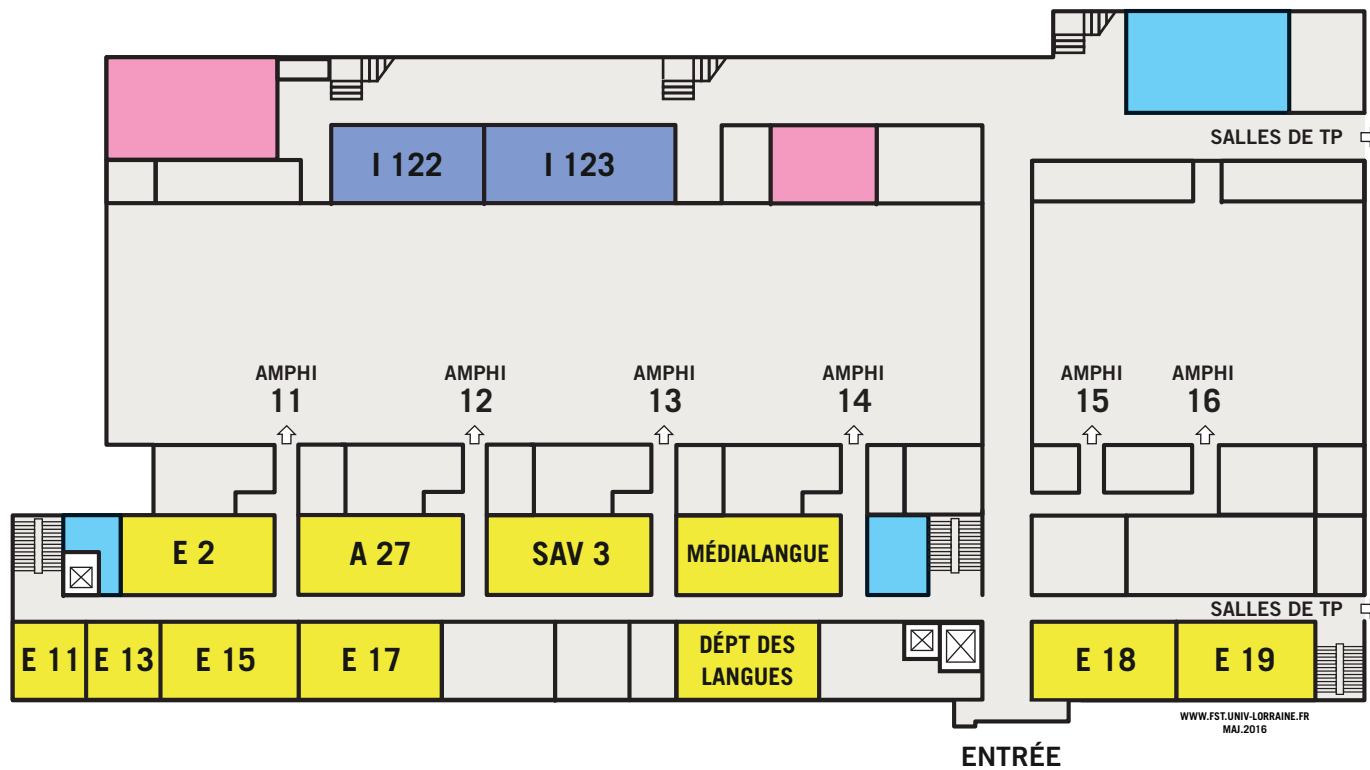 SALLES DE TP
I 122
I 123
AMPHI
11
AMPHI
12
AMPHI
13
AMPHI
14
AMPHI
15
AMPHI
16
E 2
A 27
SAV 3
MÉDIALANGUE
SALLES DE TP
E 11
E 13
E 15
E 17
DÉPT DES
LANGUES
E 18
E 19
WWW.FST.UNIV-LORRAINE.FR
MAJ.2016
ENTRÉE